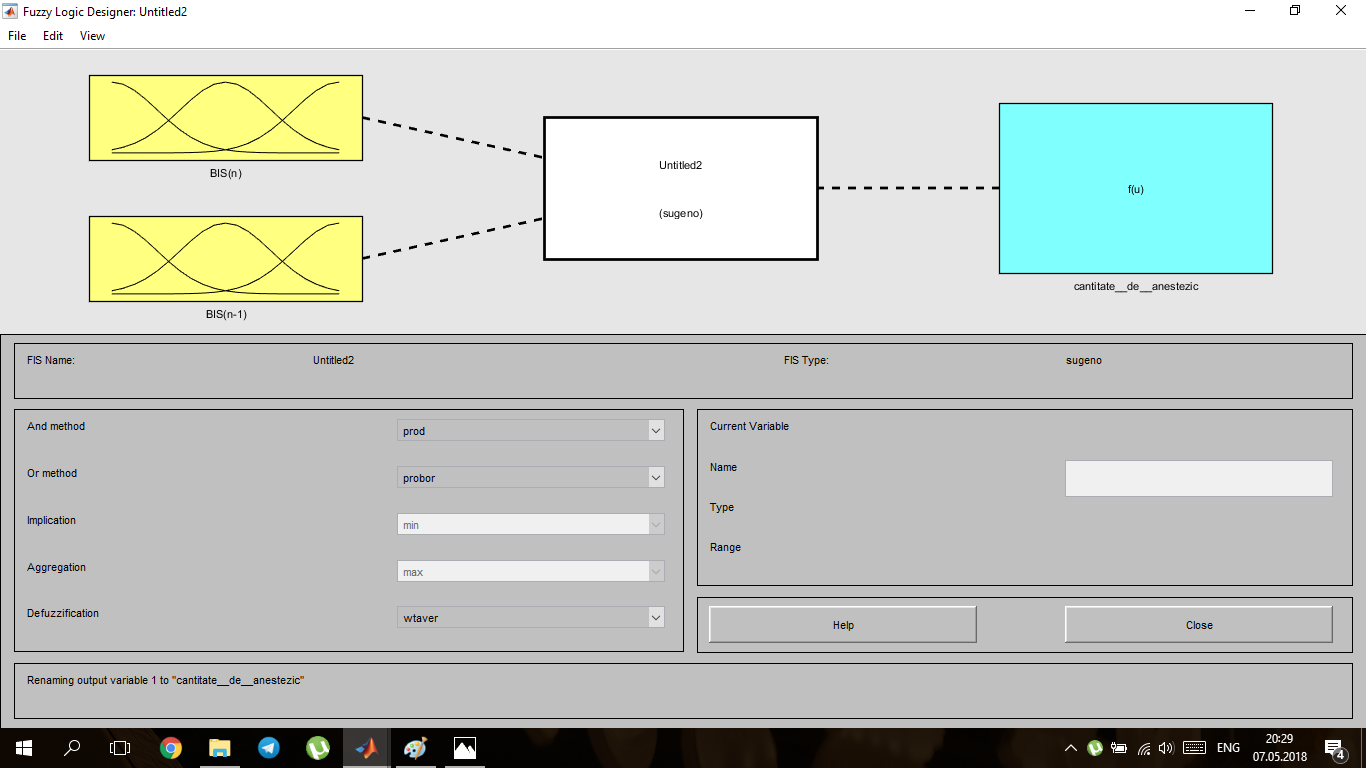 Fuzzy Logic Designer: Untitled2
File Edit View
BIS(n)
BIS(n-1)
Untitled2
(sugeno)
f(u)
cantitate__de__anestezic
FIS Name: Untitled2 FIS Type: sugeno
And method prod
Or method probor
Implication min
Aggregation max
Defuzzification wtaver
Current Variable
Name
Type
Range
Help Close
Renaming output variable 1 to "cantitate__de__anestezic"
ENG
20:29
07.05.2018
4